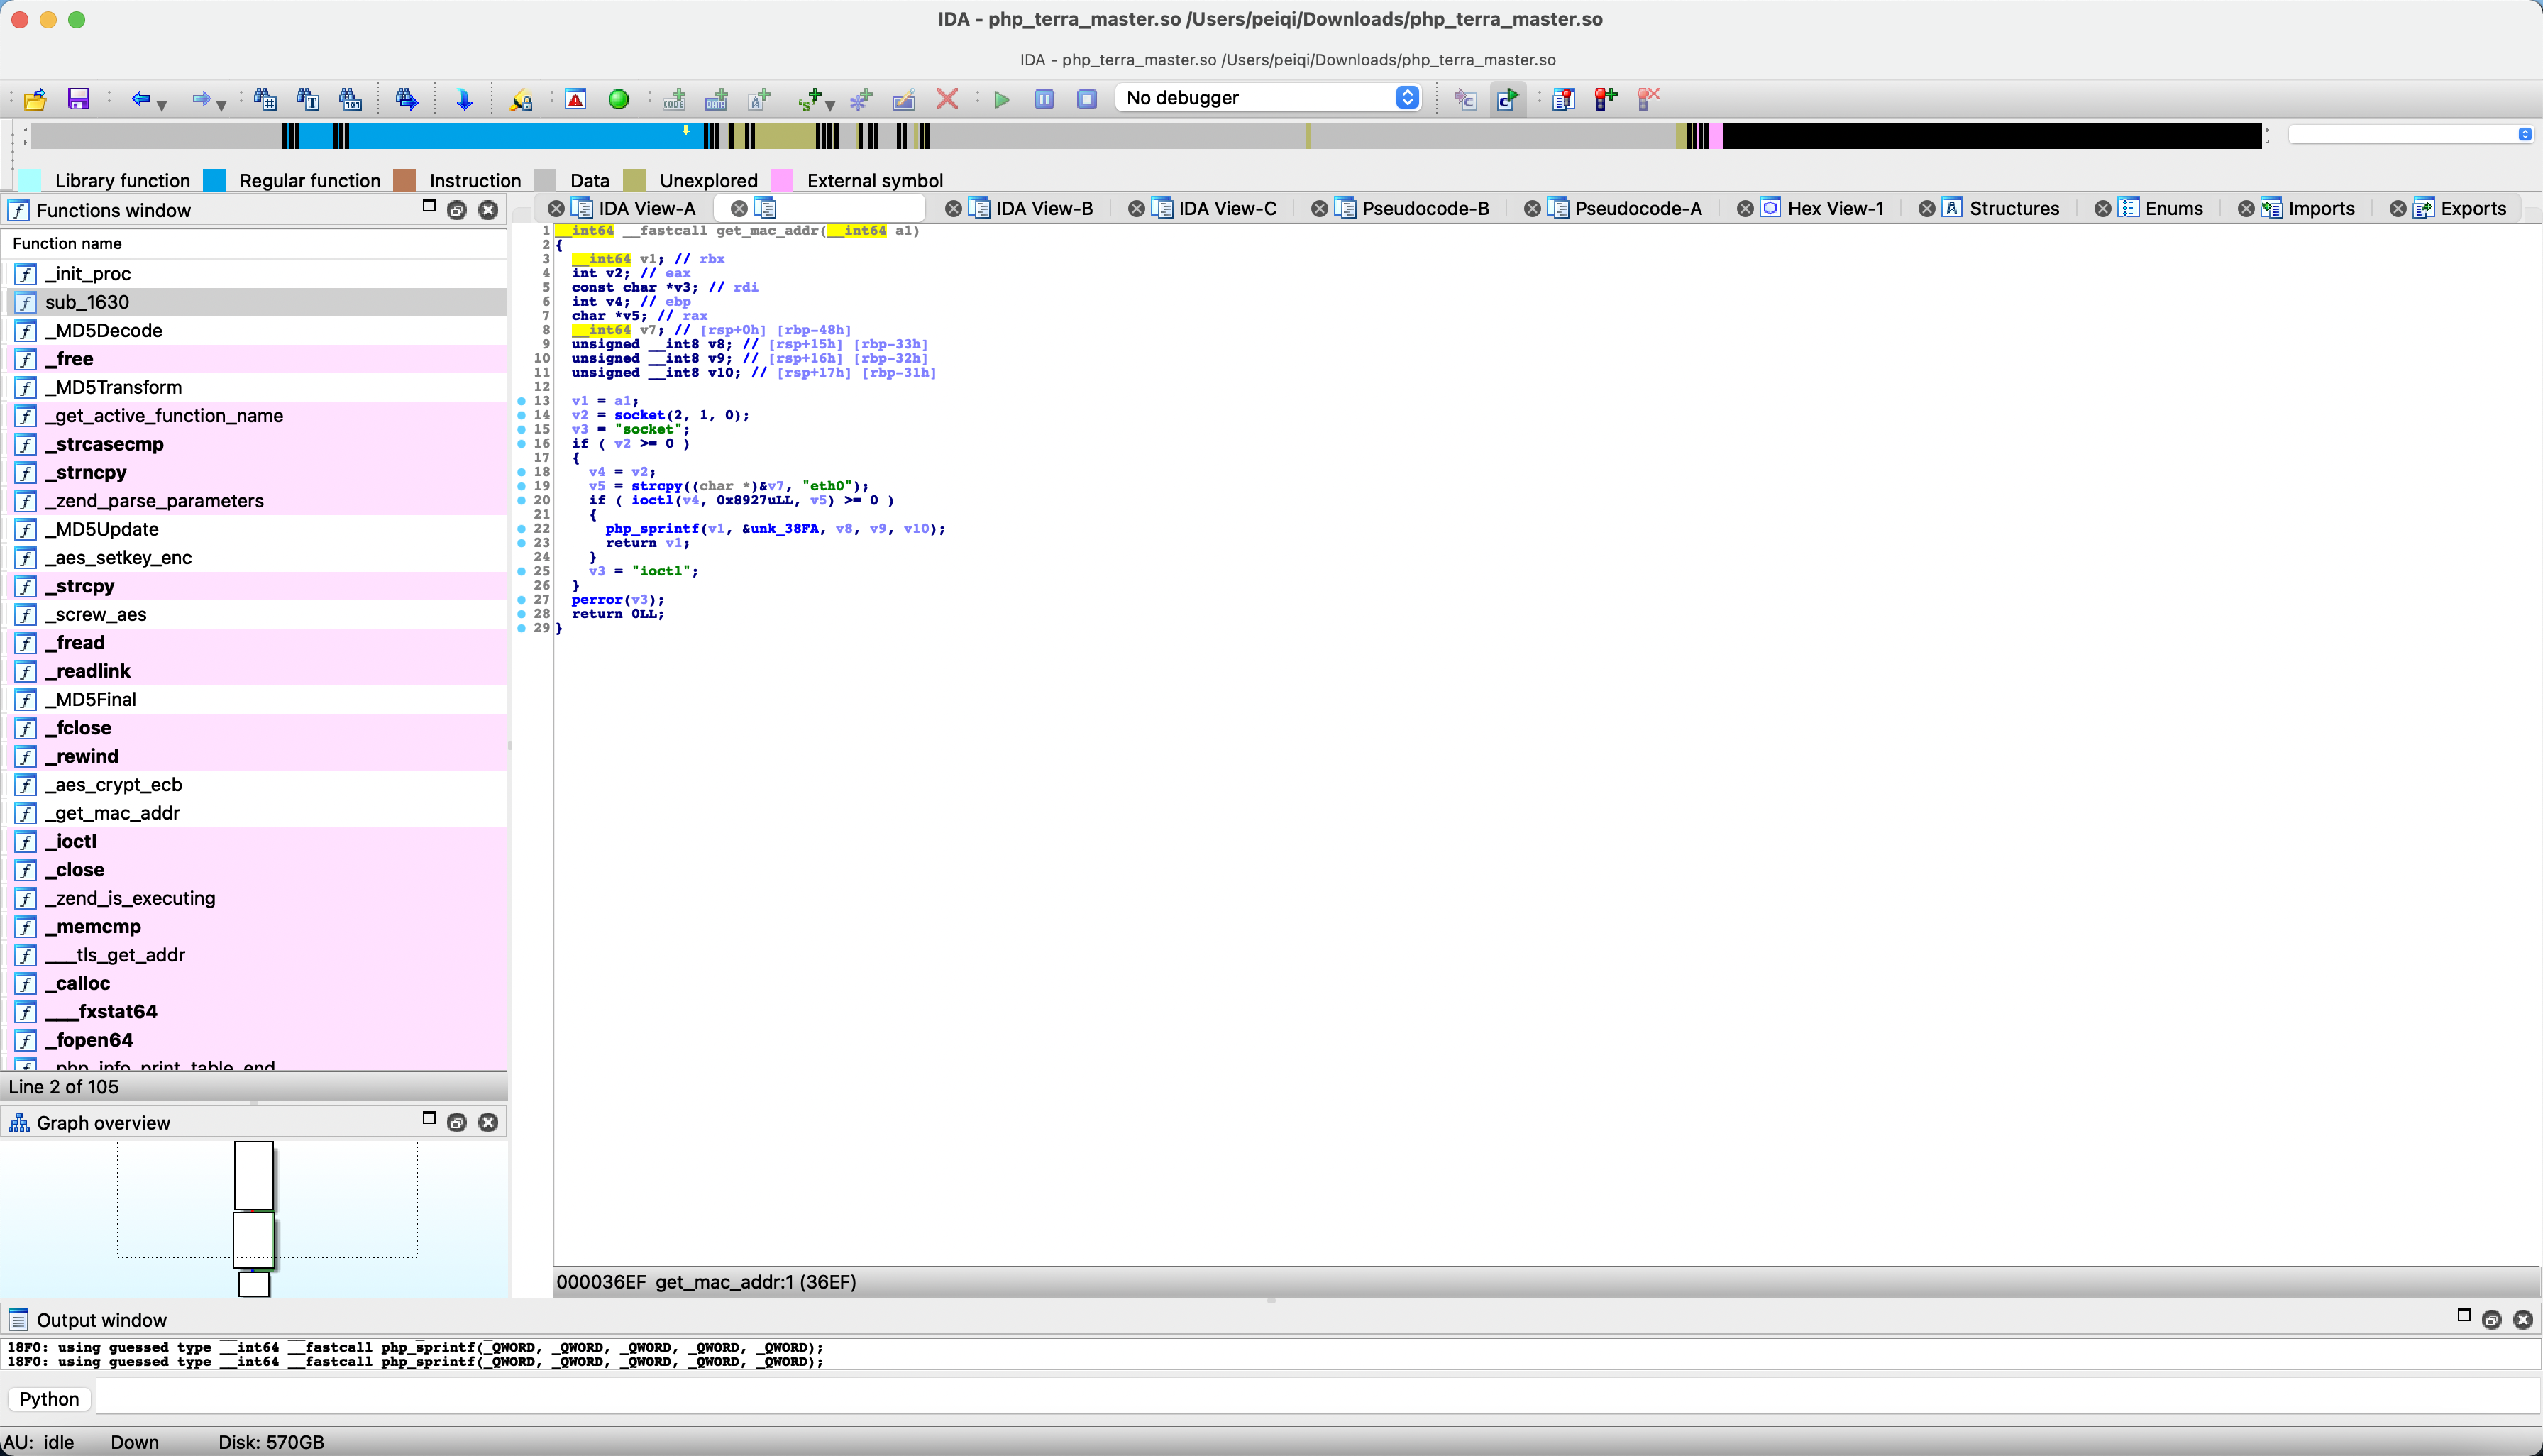 IDA - php_terra_master.so /Users/peiqi/Downloads/php_terra_master.so
IDA - php_terra_master.so /Users/peiqi/Downloads/php_terra_master.so
No debugger
Library function Regular function Instruction Data Unexplored External symbol
Functions window
IDA View-A IDA View-B IDA View-C Pseudocode-B Pseudocode-A Hex View-1 Structures Enums Imports Exports
Function name
_init_proc
sub_1630
_MD5Decode
_free
_MD5Transform
_get_active_function_name
_strcasecmp
_strncpy
_zend_parse_parameters
_MD5Update
_aes_setkey_enc
_strcpy
_screw_aes
_fread
_readlink
_MD5Final
_fclose
_rewind
_aes_crypt_ecb
_get_mac_addr
_ioctl
_close
_zend_is_executing
_memcmp
___tls_get_addr
_calloc
___fxstat64
_fopen64
_php_info_print_table_end
Line 2 of 105
Graph overview
1 __int64 __fastcall get_mac_addr(__int64 a1)
2 {
3 __int64 v1; // rbx
4 int v2; // eax
5 const char *v3; // rdi
6 int v4; // ebp
7 char *v5; // rax
8 __int64 v7; // [rsp+0h] [rbp-48h]
9 unsigned __int8 v8; // [rsp+15h] [rbp-33h]
10 unsigned __int8 v9; // [rsp+16h] [rbp-32h]
11 unsigned __int8 v10; // [rsp+17h] [rbp-31h]
12
13 v1 = a1;
14 v2 = socket(2, 1, 0);
15 v3 = "socket";
16 if ( v2 >= 0 )
17 {
18 v4 = v2;
19 v5 = strcpy((char *)&v7, "eth0");
20 if ( ioctl(v4, 0x8927uLL, v5) >= 0 )
21 {
22 php_sprintf(v1, &unk_38FA, v8, v9, v10);
23 return v1;
24 }
25 v3 = "ioctl";
26 }
27 perror(v3);
28 return 0LL;
29 }
000036EF get_mac_addr:1 (36EF)
Output window
18F0: using guessed type __int64 __fastcall php_sprintf(_QWORD, _QWORD, _QWORD, _QWORD, _QWORD);
18F0: using guessed type __int64 __fastcall php_sprintf(_QWORD, _QWORD, _QWORD, _QWORD, _QWORD);
Python
AU: idle Down Disk: 570GB